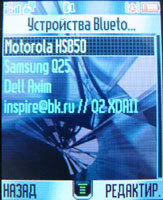 Устройства Blueto...
Motorola HS850
Samsung Q25
Dell Axim
inspire@bk.ru // O2 XDAII
НАЗАД
РЕДАКТИР.